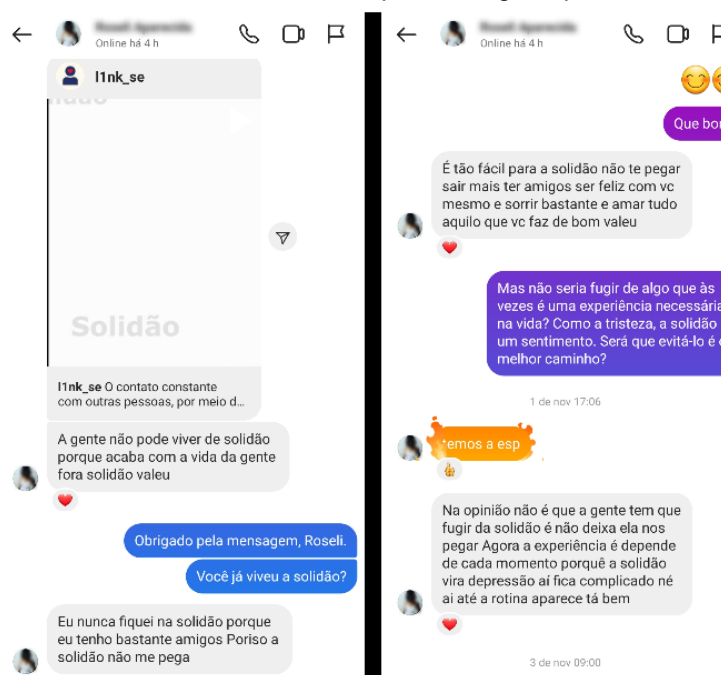 Online há 4 h
l1nk_se
Solidão
l1nk_se O contato constante
com outras pessoas, por meio d...
A gente não pode viver de solidão
porque acaba com a vida da gente
fora solidão valeu
Obrigado pela mensagem, Roseli.
Você já viveu a solidão?
Eu nunca fiquei na solidão porque
eu tenho bastante amigos Poriso a
solidão não me pega
Online há 4 h
Que bo
É tão fácil para a solidão não te pegar
sair mais ter amigos ser feliz com vc
mesmo e sorrir bastante e amar tudo
aquilo que vc faz de bom valeu
Mas não seria fugir de algo que às
vezes é uma experiência necessária
na vida? Como a tristeza, a solidão
um sentimento. Será que evitá-lo é
melhor caminho?
1 de nov 17:06
temos a esp
Na opinião não é que a gente tem que
fugir da solidão é não deixa ela nos
pegar Agora a experiência é depende
de cada momento porquê a solidão
vira depressão aí fica complicado né
ai até a rotina aparece tá bem
3 de nov 09:00